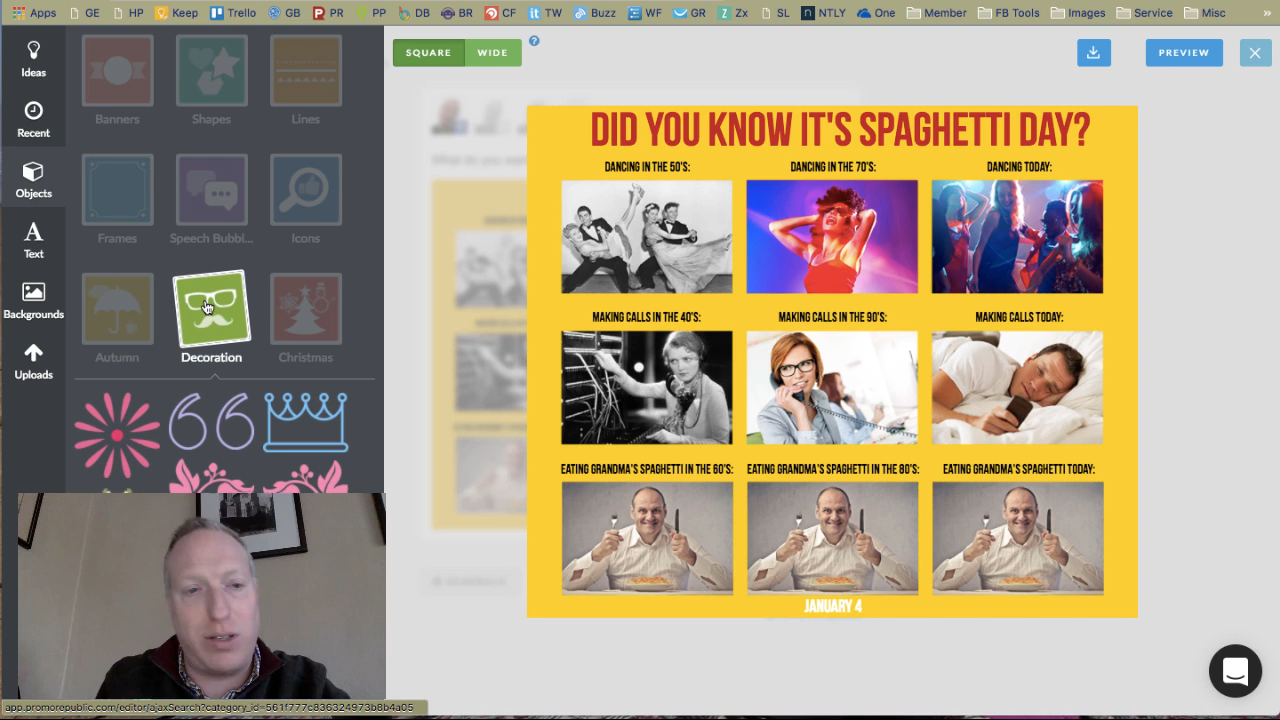 Apps GE HP Keep Trello GB PR PP DB BR CF TW Buzz WF GR Zx SL NTLY One Member FB Tools Images Service Misc »
Ideas
Recent
Objects
Text
Backgrounds
Uploads
Banners Shapes Lines
Frames Speech Bubbl... Icons
Autumn Decoration Christmas
SQUARE WIDE ?
PREVIEW
DID YOU KNOW IT'S SPAGHETTI DAY?
DANCING IN THE 50'S: DANCING IN THE 70'S: DANCING TODAY:
MAKING CALLS IN THE 40'S: MAKING CALLS IN THE 90'S: MAKING CALLS TODAY:
EATING GRANDMA'S SPAGHETTI IN THE 60'S: EATING GRANDMA'S SPAGHETTI IN THE 80'S: EATING GRANDMA'S SPAGHETTI TODAY:
JANUARY 4
app.promorepublic.com/editor/ajaxSearch?category_id=561f777c836324973b8b4a05